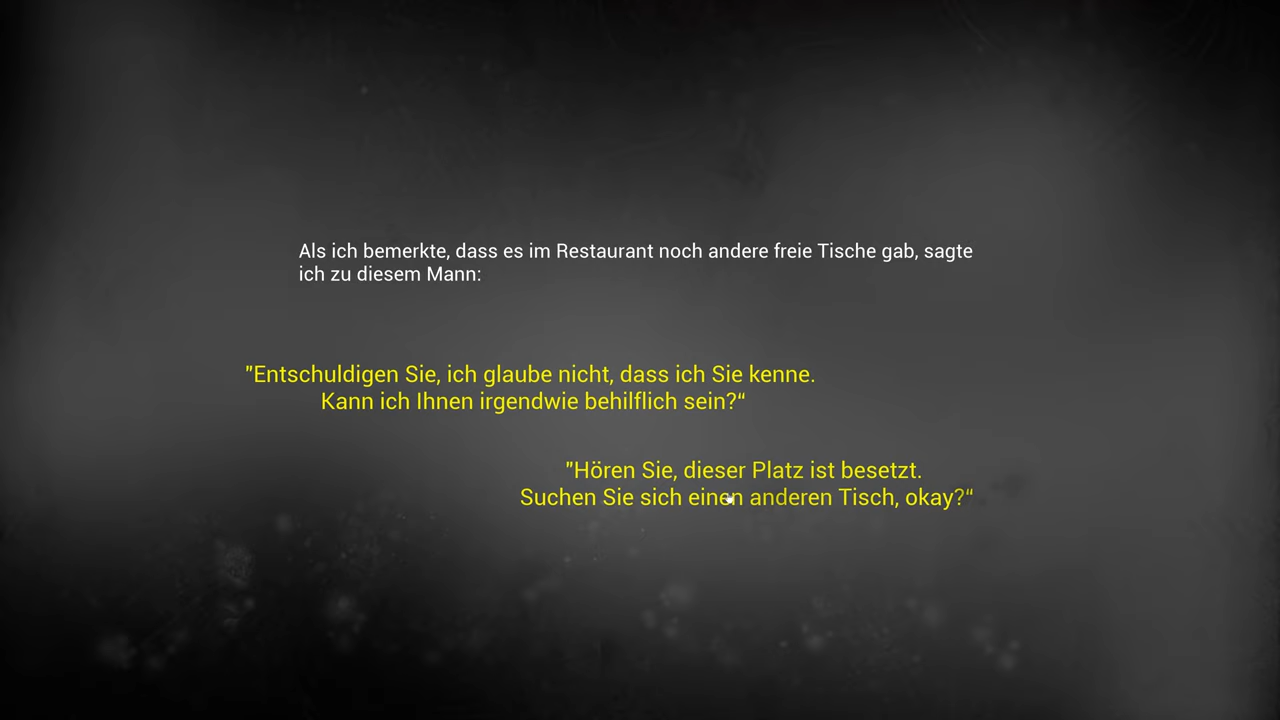 Als ich bemerkte, dass es im Restaurant noch andere freie Tische gab, sagte
ich zu diesem Mann:
"Entschuldigen Sie, ich glaube nicht, dass ich Sie kenne.
Kann ich Ihnen irgendwie behilflich sein?“
"Hören Sie, dieser Platz ist besetzt.
Suchen Sie sich einen anderen Tisch, okay?“